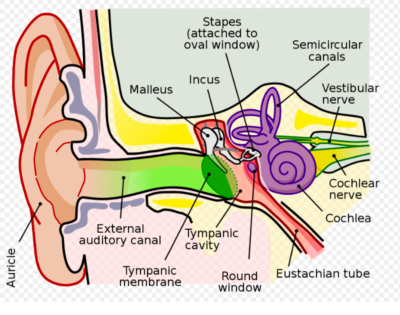 Stapes
(attached to
oval window)
Semicircular
canals
Incus
Malleus
Vestibular
nerve
Cochlear
nerve
Cochlea
External
auditory canal
Tympanic
cavity
Auricle
Tympanic
membrane
Round
window
Eustachian tube